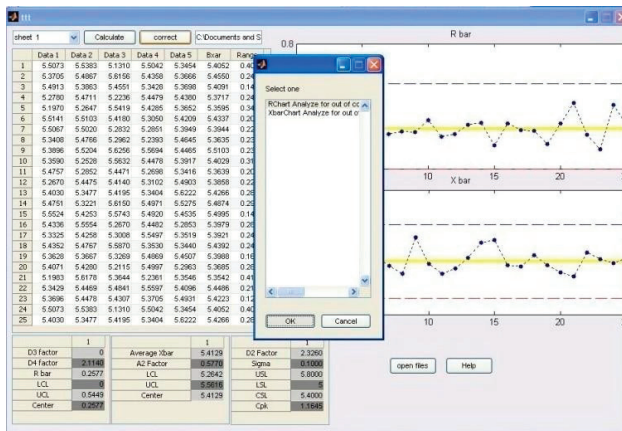 ttt
sheet 1 Calculate correct C:\Documents and S
Data 1 Data 2 Data 3 Data 4 Data 5 Bxar Range
1 5.5073 5.5383 5.1310 5.5042 5.3454 5.4052
2 5.3705 5.4867 5.6156 5.4358 5.3666 5.4550
3 5.4913 5.3863 5.4551 5.3428 5.3698 5.4091
4 5.2780 5.4711 5.2236 5.4479 5.4380 5.3717
5 5.1970 5.2647 5.5419 5.4285 5.3652 5.3595
6 5.5141 5.5103 5.4180 5.3050 5.4209 5.4337
7 5.5067 5.5020 5.2832 5.2851 5.3949 5.3944
8 5.3408 5.4766 5.2962 5.2393 5.4645 5.3635
9 5.3896 5.5204 5.6256 5.5694 5.4465 5.5103
10 5.3590 5.2528 5.5632 5.4478 5.3917 5.4029
11 5.4757 5.2852 5.4471 5.2698 5.3416 5.3639
12 5.2670 5.4475 5.4140 5.3102 5.4903 5.3858
13 5.4030 5.3477 5.4195 5.3404 5.6222 5.4266
14 5.4751 5.3221 5.6150 5.4971 5.5275 5.4874
15 5.5524 5.4253 5.5743 5.4920 5.4535 5.4995
16 5.4336 5.5554 5.2670 5.4482 5.2853 5.3979
17 5.3325 5.4258 5.3008 5.5497 5.3519 5.3921
18 5.4352 5.4767 5.5870 5.3530 5.3440 5.4392
19 5.3628 5.3667 5.3269 5.4869 5.4507 5.3988
20 5.4071 5.4280 5.2115 5.4997 5.2963 5.3685
21 5.1983 5.6178 5.3644 5.2361 5.3546 5.3542
22 5.3429 5.4469 5.4841 5.5597 5.4096 5.4486
23 5.3696 5.4478 5.4307 5.3705 5.4931 5.4223
24 5.5073 5.5383 5.1310 5.5042 5.3454 5.4052
25 5.4030 5.3477 5.4195 5.3404 5.6222 5.4266
1
D3 factor 0
D4 factor 2.1140
R bar 0.2577
LCL 0
UCL 0.5449
Center 0.2577
1
Average Xbar 5.4129
A2 Factor 0.5770
LCL 5.2642
UCL 5.5616
Center 5.4129
1
D2 Factor 2.3260
Sigma 0.1000
USL 5.8000
LSL 5
CSL 5.4000
Cpk 1.1645
Select one
RChart Analyze for out of
XbarChart Analyze for out
OK Cancel
R bar
0.8
10 15 20
X bar
10 15 20
open files Help